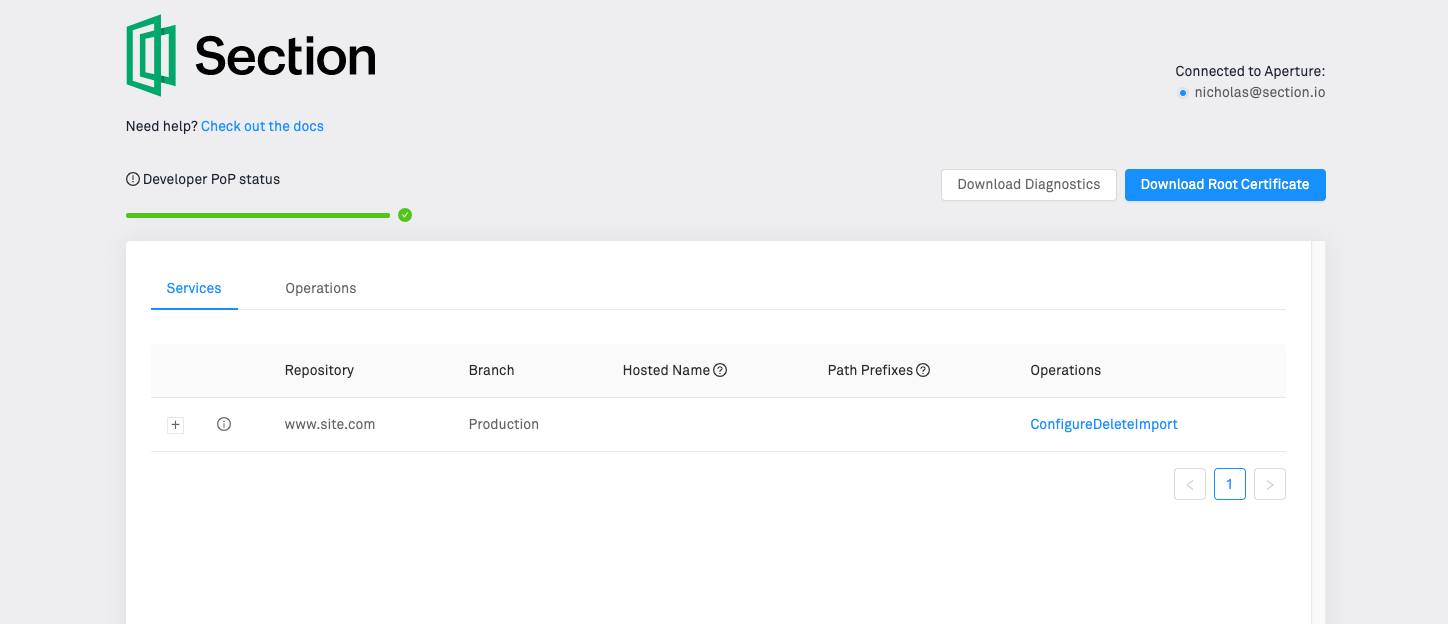 Section
Connected to Aperture:
nicholas@section.io
Need help? Check out the docs
Developer PoP status
Download Diagnostics
Download Root Certificate
Services Operations
Repository Branch Hosted Name Path Prefixes Operations
www.site.com Production ConfigureDeleteImport
< 1 >